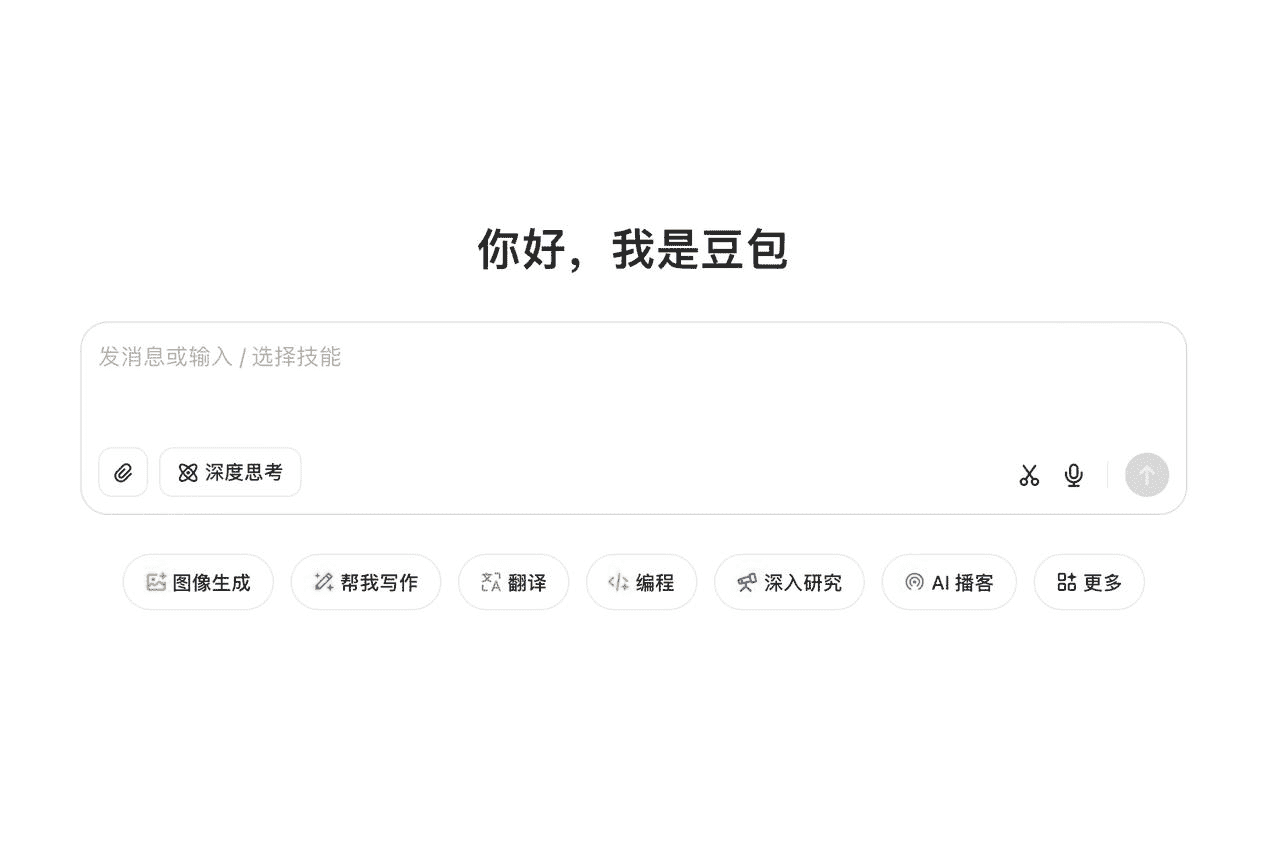 你好，我是豆包
发消息或输入 / 选择技能
深度思考
图像生成 帮我写作 翻译 编程 深入研究 AI 播客 更多